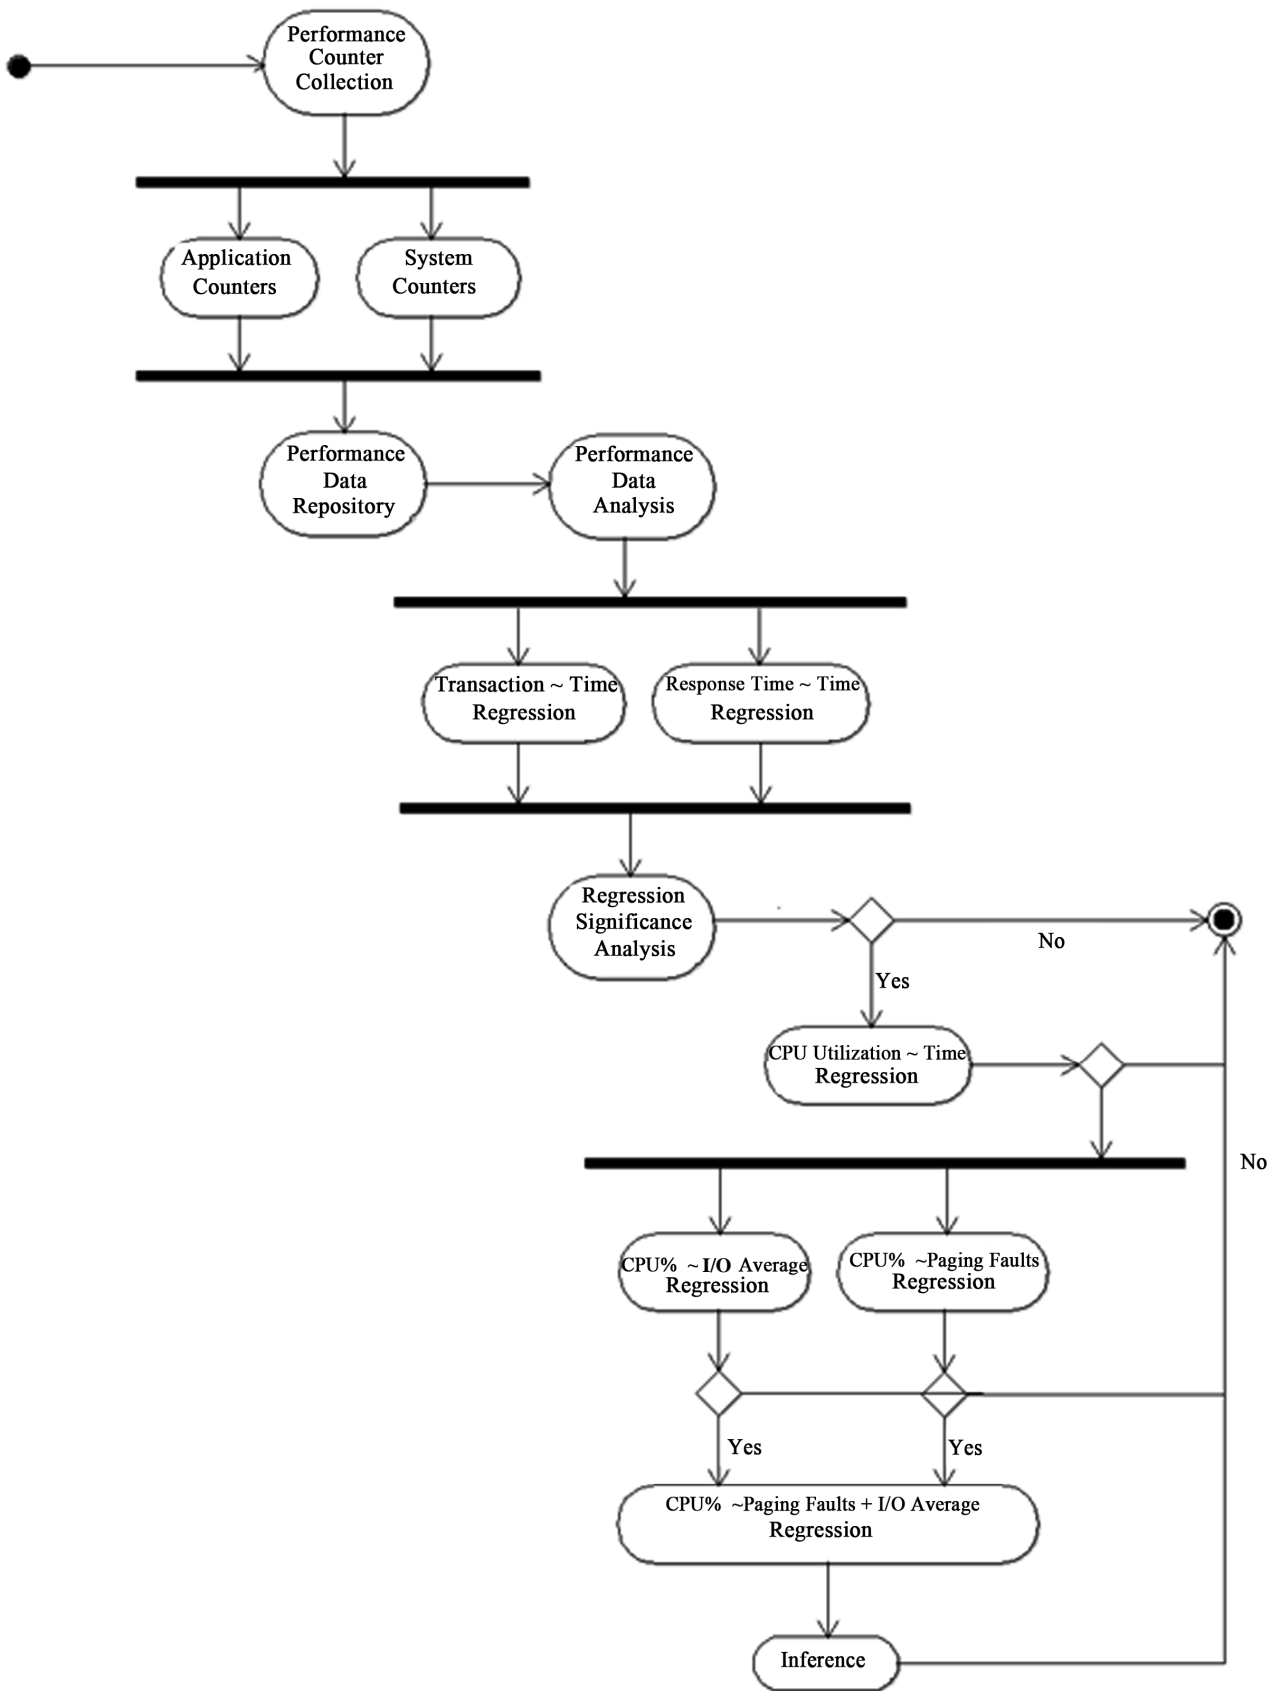 Performance
Counter
Collection
Application
Counters
System
Counters
Performance
Data
Repository
Performance
Data
Analysis
Transaction ~ Time
Regression
Response Time ~ Time
Regression
Regression
Significance
Analysis
No
Yes
CPU Utilization ~ Time
Regression
No
CPU% ~ I/O Average
Regression
CPU% ~Paging Faults
Regression
Yes
Yes
CPU% ~Paging Faults + I/O Average
Regression
Inference